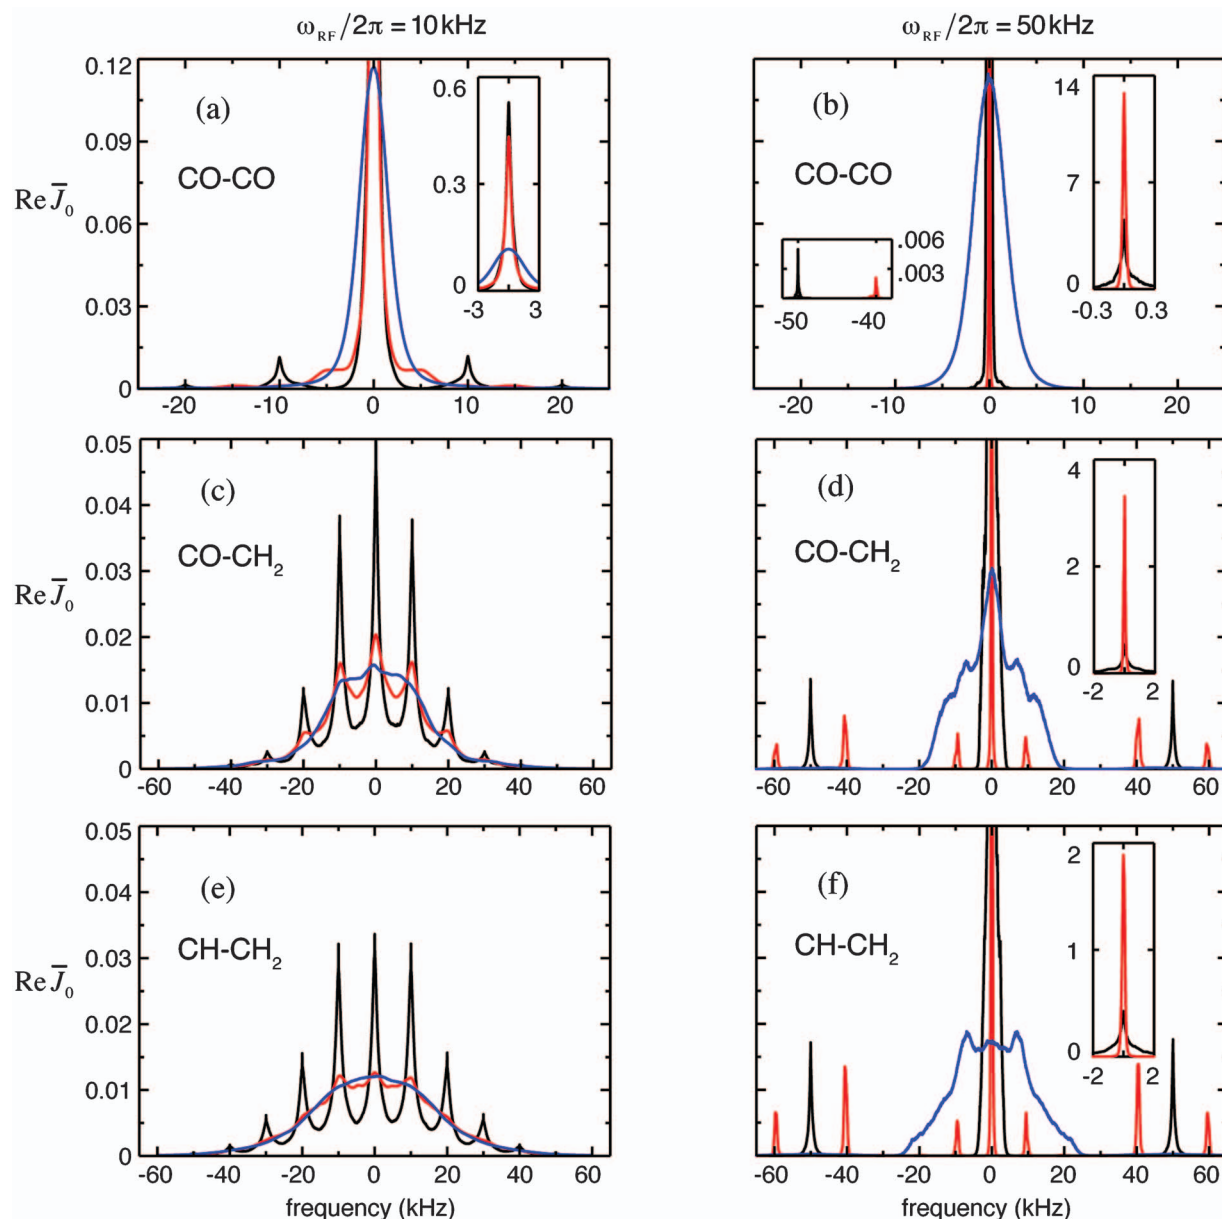 ω_RF/2π = 10 kHz
ω_RF/2π = 50 kHz
(a)
CO-CO
Re J̄₀
0.12
0.09
0.06
0.03
0
-20 -10 0 10 20
0.6
0.3
0
-3 3
(b)
CO-CO
.006
.003
-50 -40
14
7
0
-0.3 0.3
-20 -10 0 10 20
(c)
CO-CH₂
Re J̄₀
0.05
0.04
0.03
0.02
0.01
0
-60 -40 -20 0 20 40 60
(d)
CO-CH₂
4
2
0
-2 2
-60 -40 -20 0 20 40 60
(e)
CH-CH₂
Re J̄₀
0.05
0.04
0.03
0.02
0.01
0
-60 -40 -20 0 20 40 60
frequency (kHz)
(f)
CH-CH₂
2
1
0
-2 2
-60 -40 -20 0 20 40 60
frequency (kHz)